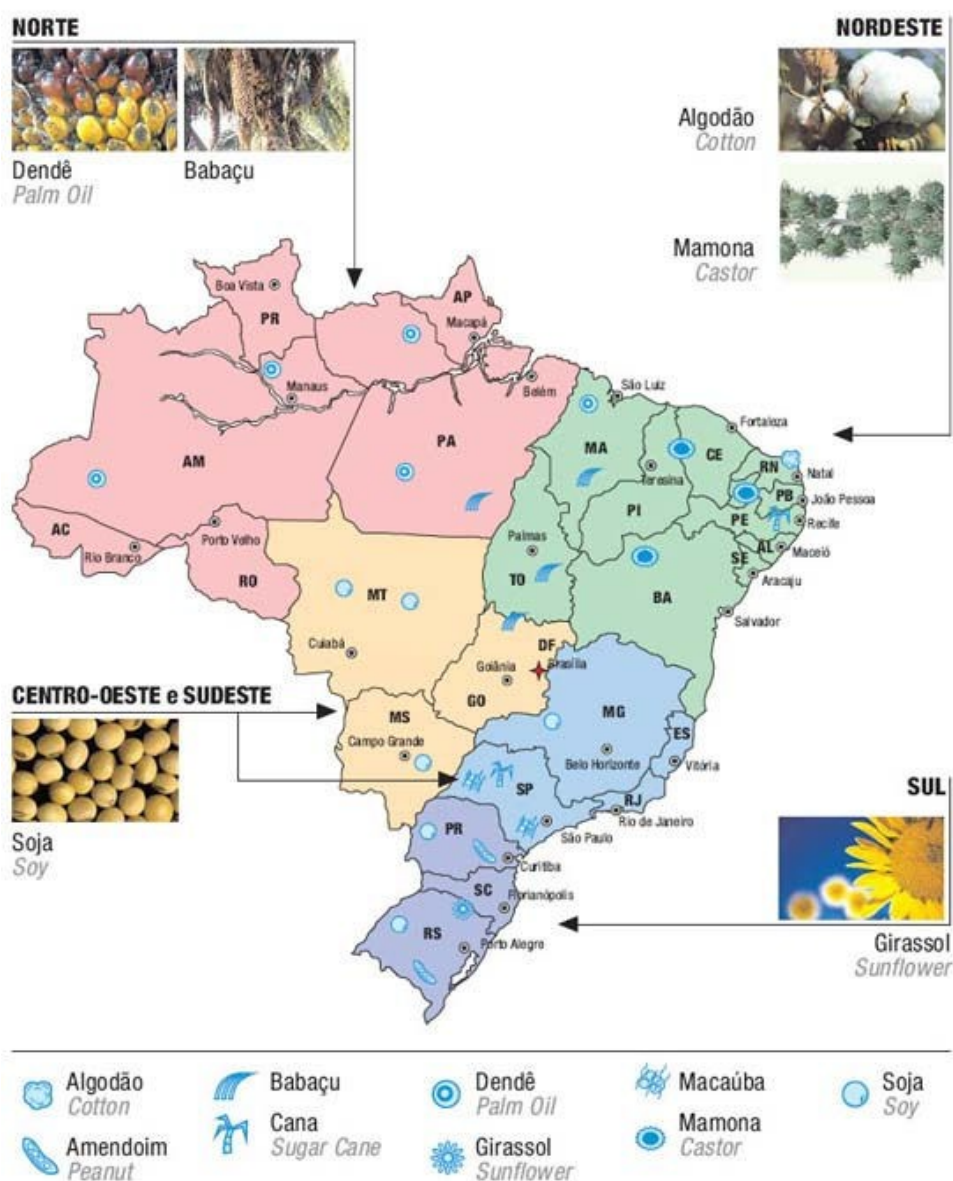 NORTE
Dendê
Palm Oil
Babaçu
NORDESTE
Algodão
Cotton
Mamona
Castor
Boa Vista
PR
AP
Macapá
Manaus
Belém
São Luiz
Fortaleza
AM
PA
MA
Teresina
CE
RN
Natal
PB
João Pessoa
PI
PE
Recife
AC
Rio Branco
Porto Velho
RO
Palmas
TO
AL
Maceió
SE
Aracaju
BA
Salvador
MT
Cuiabá
DF
Brasília
Goiânia
GO
MG
Belo Horizonte
ES
Vitória
MS
Campo Grande
SP
São Paulo
RJ
Rio de Janeiro
PR
Curitiba
SC
Florianópolis
RS
Porto Alegre
CENTRO-OESTE e SUDESTE
Soja
Soy
SUL
Girassol
Sunflower
Algodão
Cotton
Amendoim
Peanut
Babaçu
Cana
Sugar Cane
Dendê
Palm Oil
Girassol
Sunflower
Macaúba
Mamona
Castor
Soja
Soy